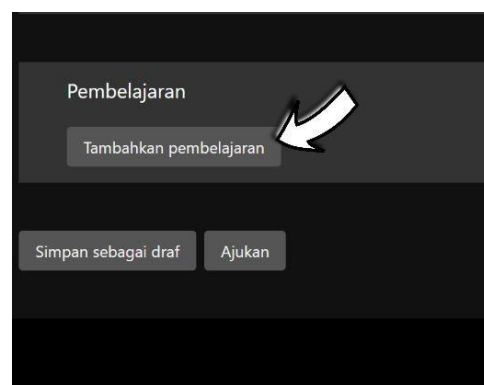 Pembelajaran
Tambahkan pembelajaran
Simpan sebagai draf
Ajukan